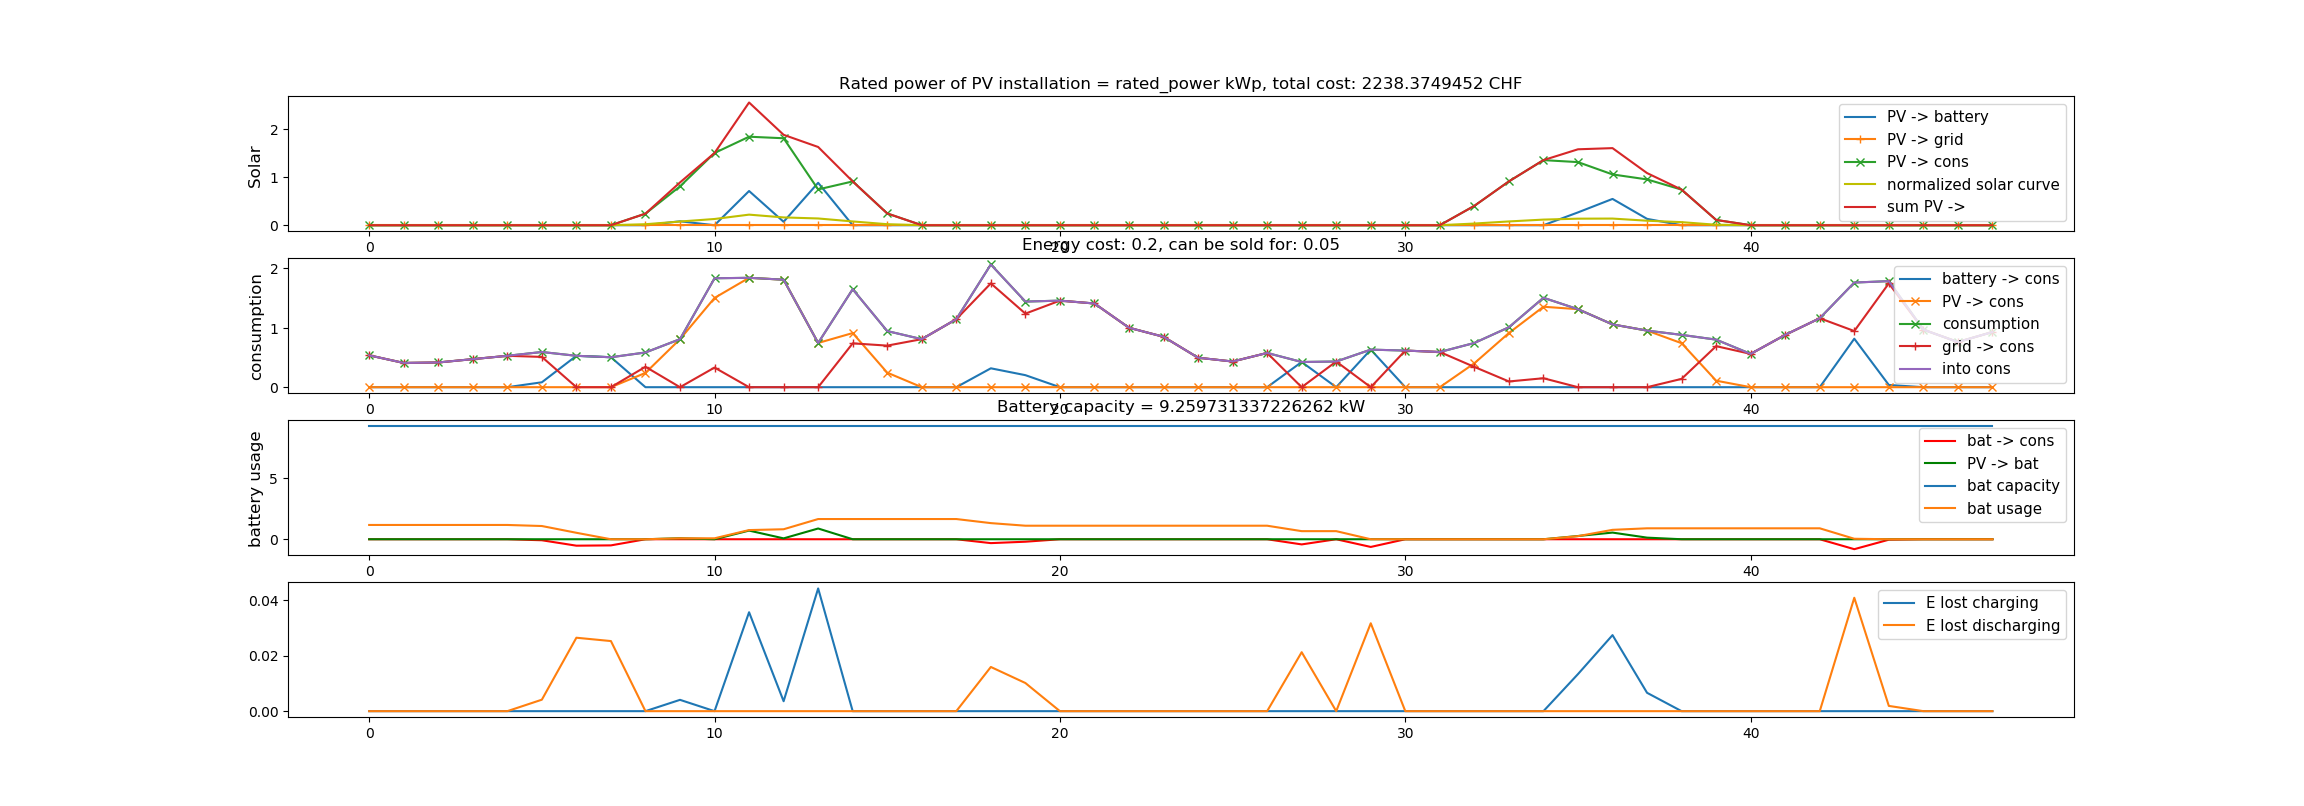 Rated power of PV installation = rated_power kWp, total cost: 2238.3749452 CHF
Solar
2
1
0
PV -> battery
PV -> grid
PV -> cons
normalized solar curve
sum PV ->
0 10 20 30 40
Energy cost: 0.2, can be sold for: 0.05
consumption
2
1
0
battery -> cons
PV -> cons
consumption
grid -> cons
into cons
0 10 20 30 40
Battery capacity = 9.259731337226262 kW
battery usage
5
0
bat -> cons
PV -> bat
bat capacity
bat usage
0 10 20 30 40
0.04
0.02
0.00
E lost charging
E lost discharging
0 10 20 30 40